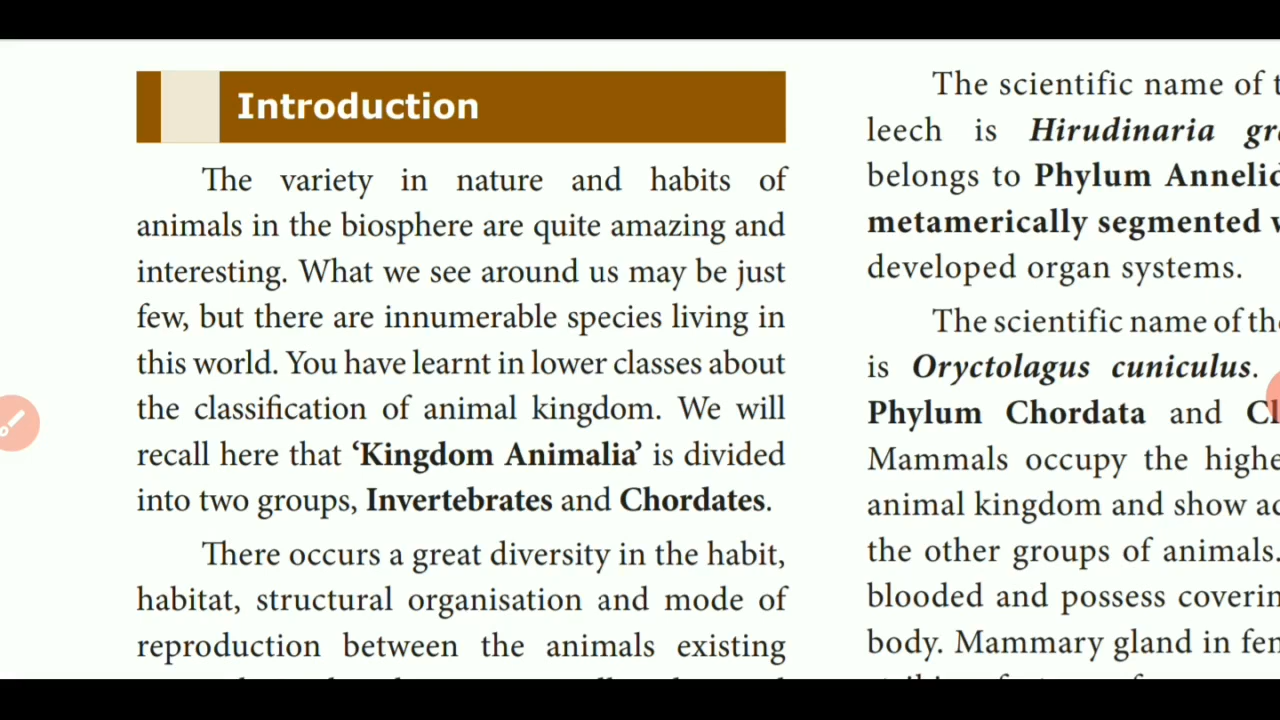 Introduction
The variety in nature and habits of
animals in the biosphere are quite amazing and
interesting. What we see around us may be just
few, but there are innumerable species living in
this world. You have learnt in lower classes about
the classification of animal kingdom. We will
recall here that ‘Kingdom Animalia’ is divided
into two groups, Invertebrates and Chordates.
There occurs a great diversity in the habit,
habitat, structural organisation and mode of
reproduction between the animals existing
The scientific name of
leech is Hirudinaria
belongs to Phylum
metamerically segmented
developed organ systems.
The scientific name of
is Oryctolagus cuniculus.
Phylum Chordata and
Mammals occupy the
animal kingdom and show
the other groups of animals.
blooded and possess
body. Mammary gland in